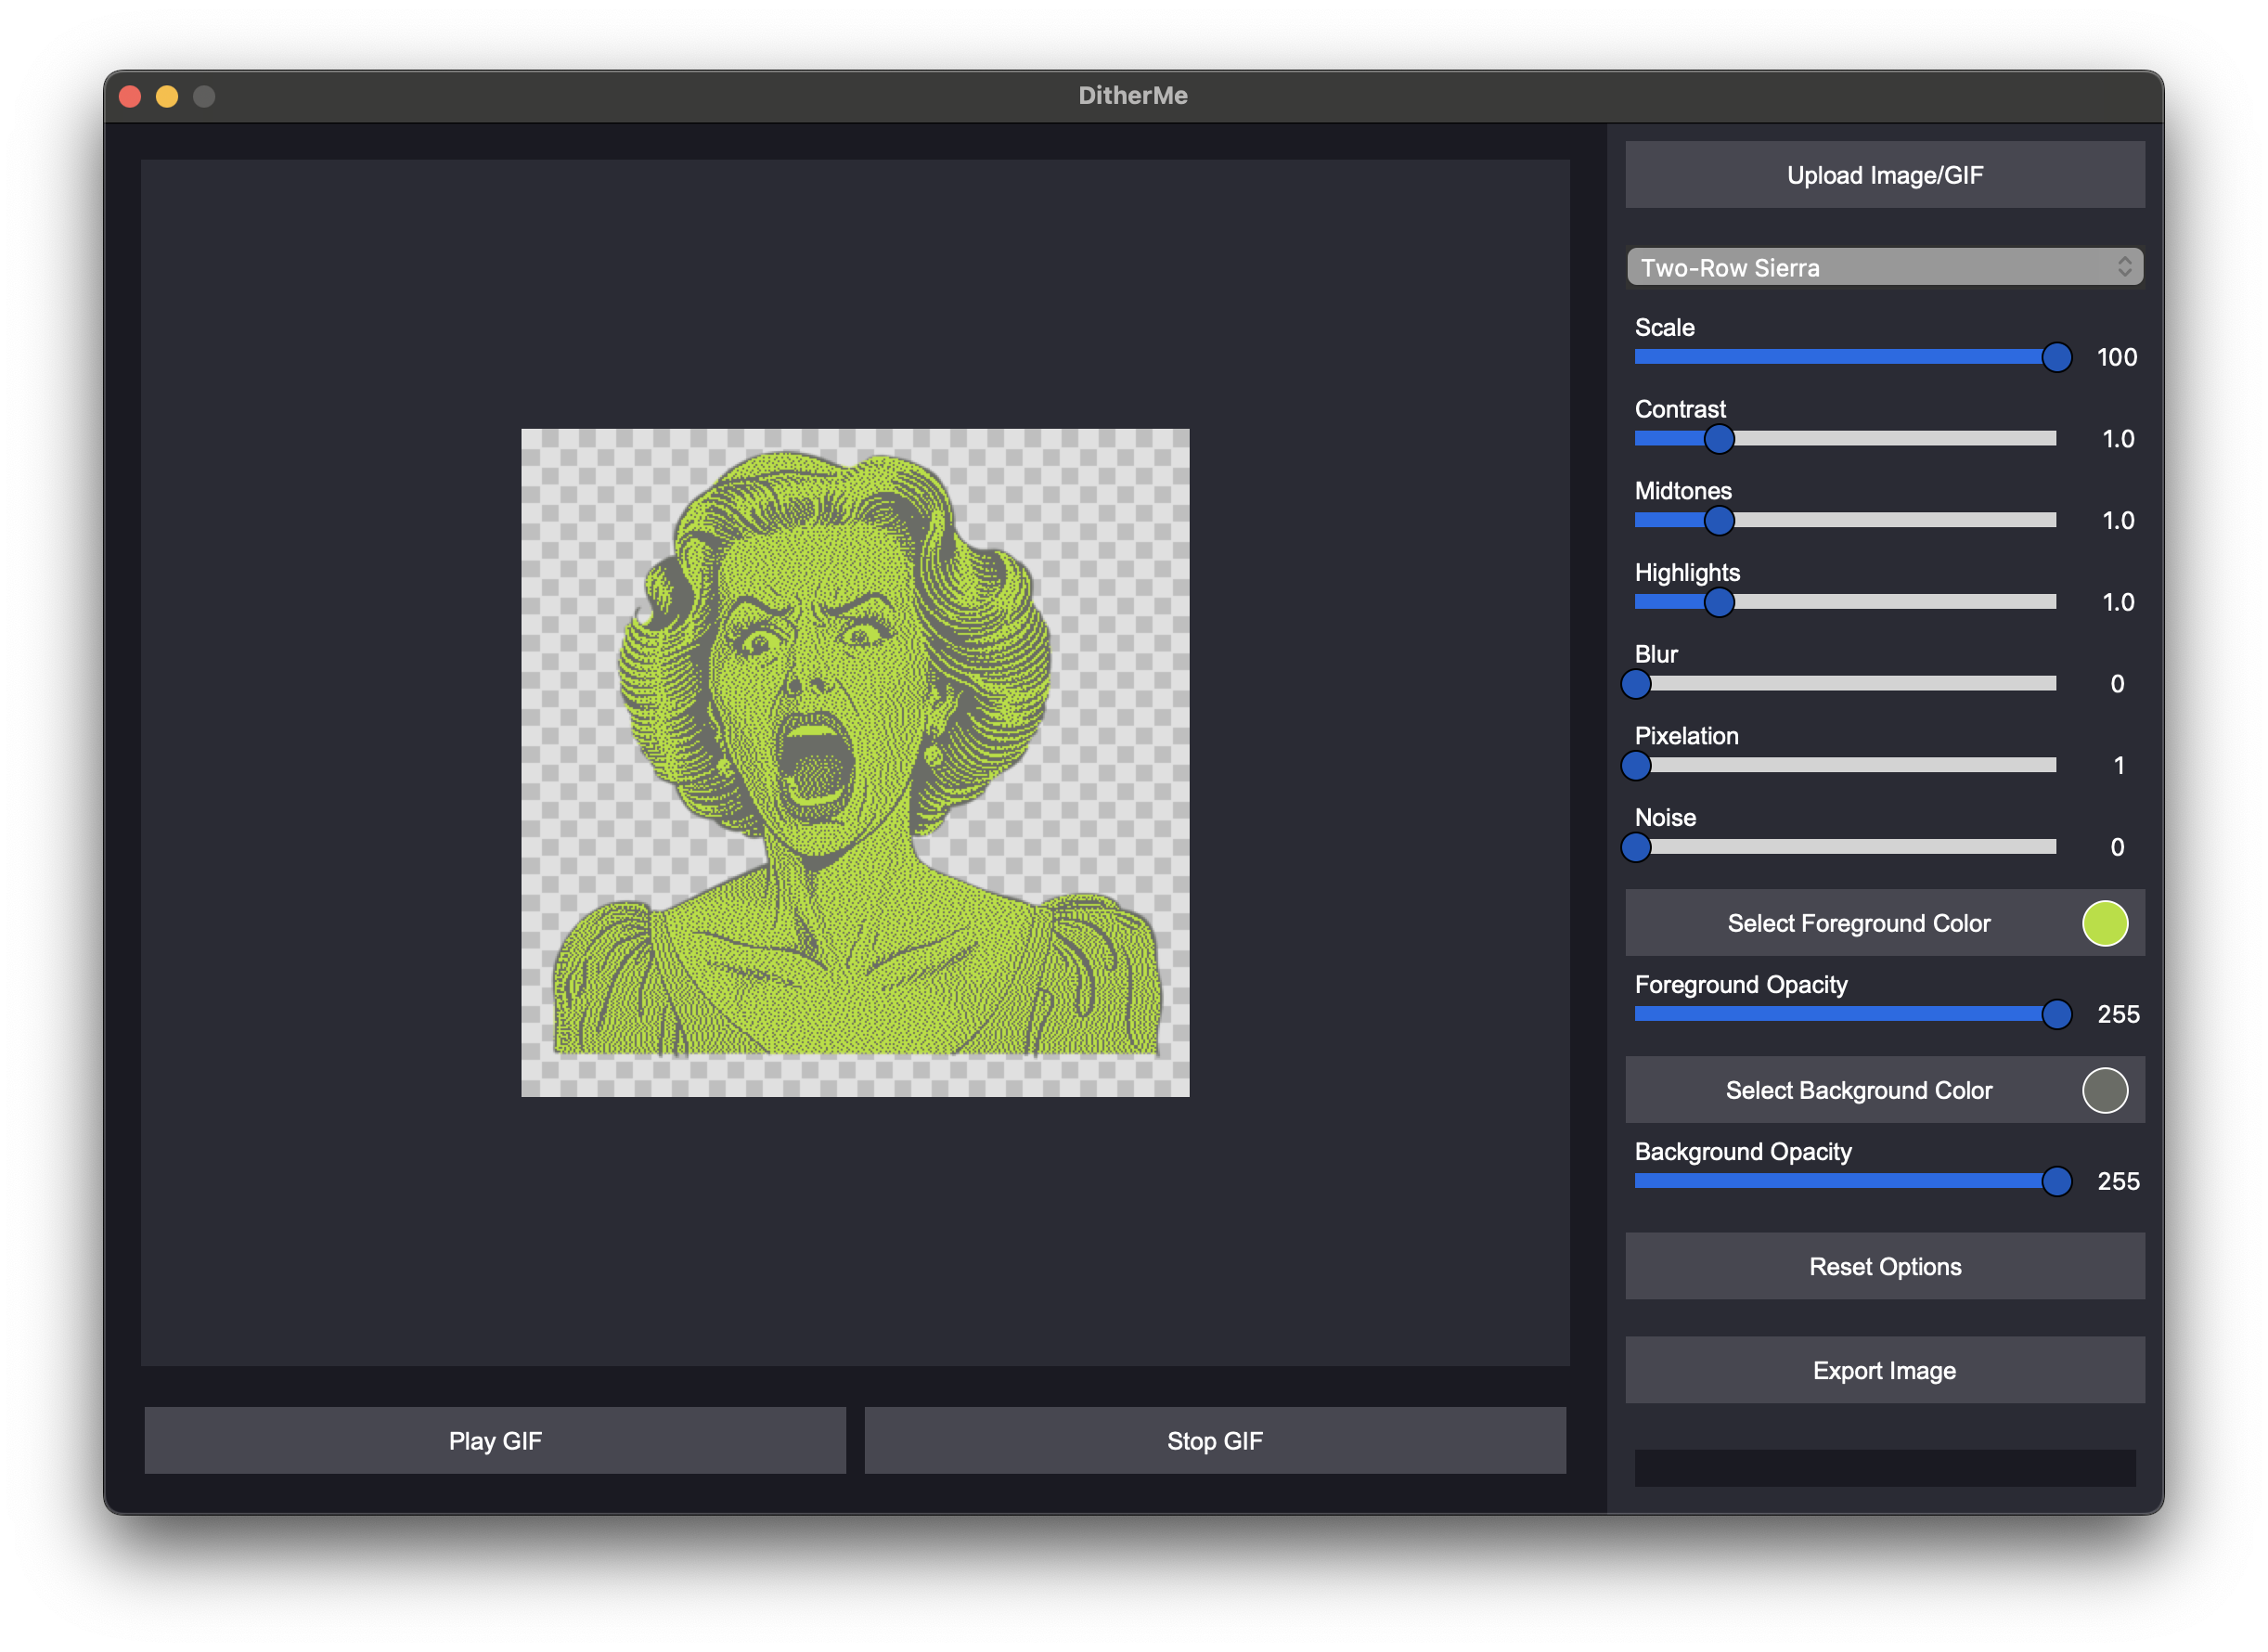 DitherMe
Upload Image/GIF
Two-Row Sierra
Scale
100
Contrast
1.0
Midtones
1.0
Highlights
1.0
Blur
0
Pixelation
1
Noise
0
Select Foreground Color
Foreground Opacity
255
Select Background Color
Background Opacity
255
Reset Options
Export Image
Play GIF
Stop GIF